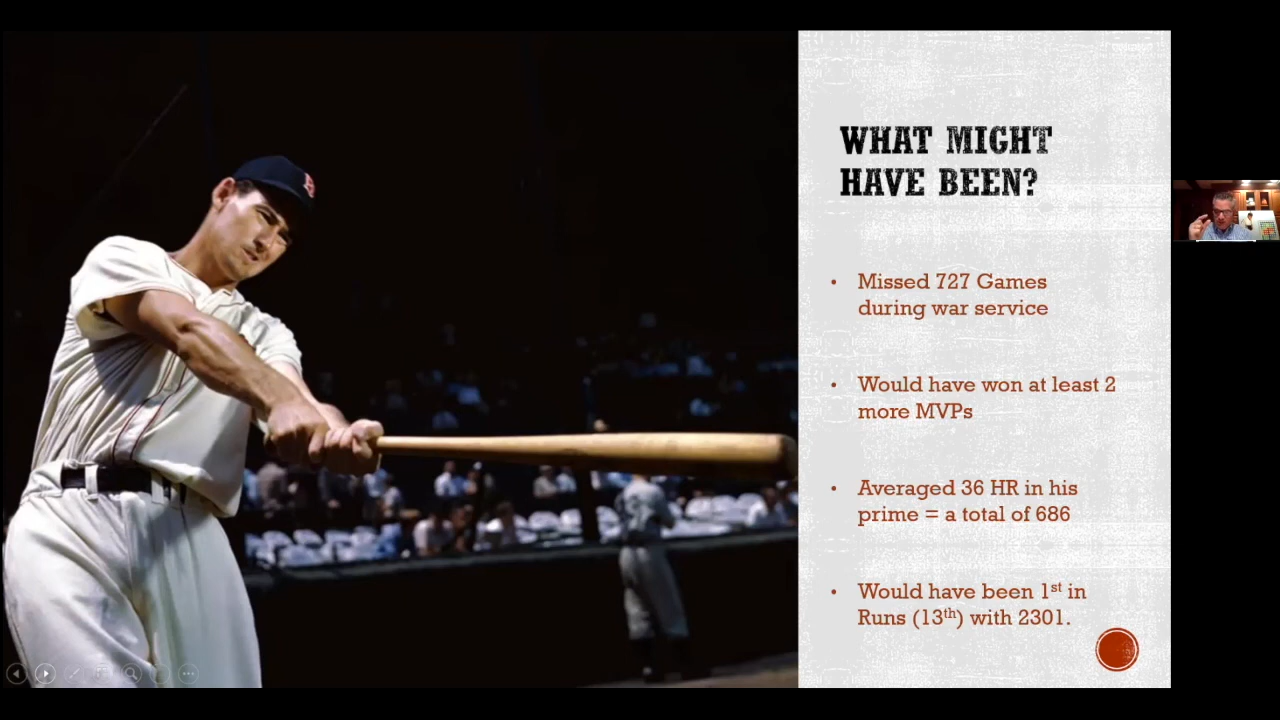 WHAT MIGHT
HAVE BEEN?
• Missed 727 Games
during war service
• Would have won at least 2
more MVPs
• Averaged 36 HR in his
prime = a total of 686
• Would have been 1st in
Runs (13th) with 2301.